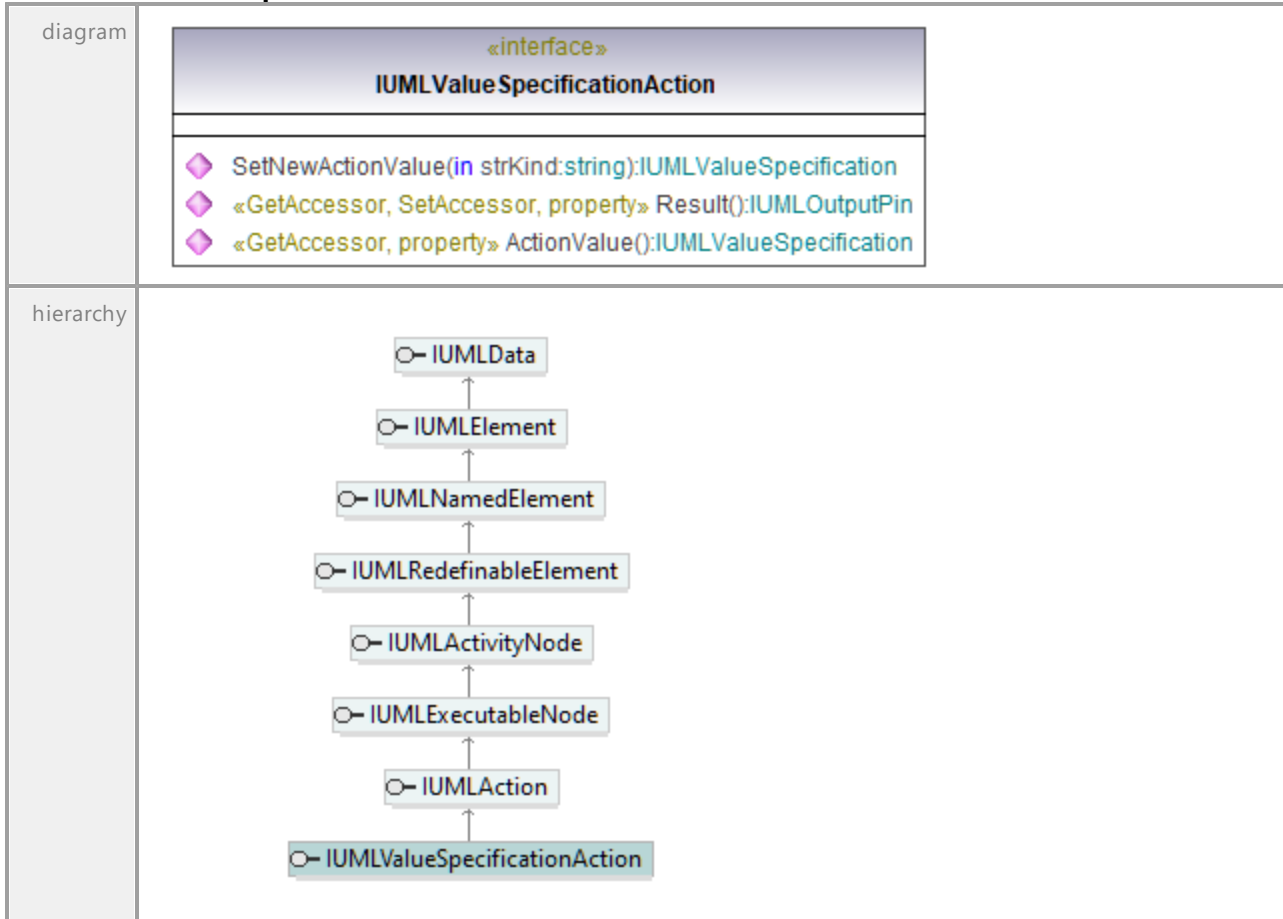 diagram
«interface»
IUMLValueSpecificationAction
SetNewActionValue(in strKind:string):IUMLValueSpecification
«GetAccessor, SetAccessor, property» Result():IUMLOutputPin
«GetAccessor, property» ActionValue():IUMLValueSpecification
hierarchy
IUMLData
IUMLElement
IUMLNamedElement
IUMLRedefinableElement
IUMLActivityNode
IUMLExecutableNode
IUMLAction
IUMLValueSpecificationAction